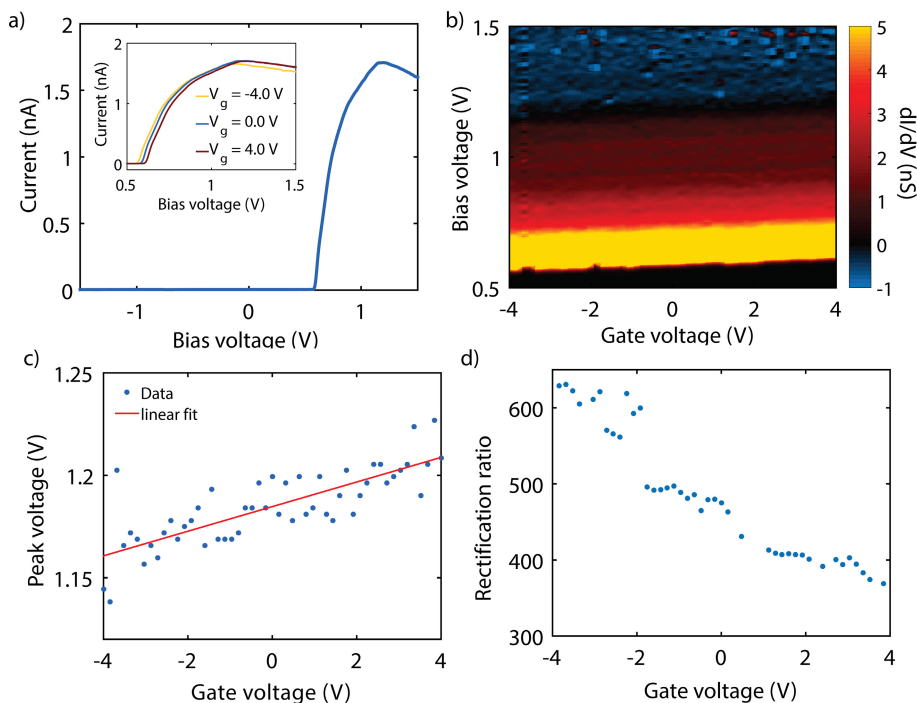 a)
Current (nA)
2
1.5
1
0.5
0
-1
0
1
Bias voltage (V)
Current (nA)
2
1
0
0.5
1
1.5
Bias voltage (V)
Vg = -4.0 V
Vg = 0.0 V
Vg = 4.0 V
b)
Bias voltage (V)
1.5
1
0.5
-4
-2
0
2
4
Gate voltage (V)
5
4
3
2
1
0
-1
dI/dV (nS)
c)
Peak voltage (V)
1.25
1.2
1.15
Data
linear fit
-4
-2
0
2
4
Gate voltage (V)
d)
Rectification ratio
600
500
400
300
-4
-2
0
2
4
Gate voltage (V)